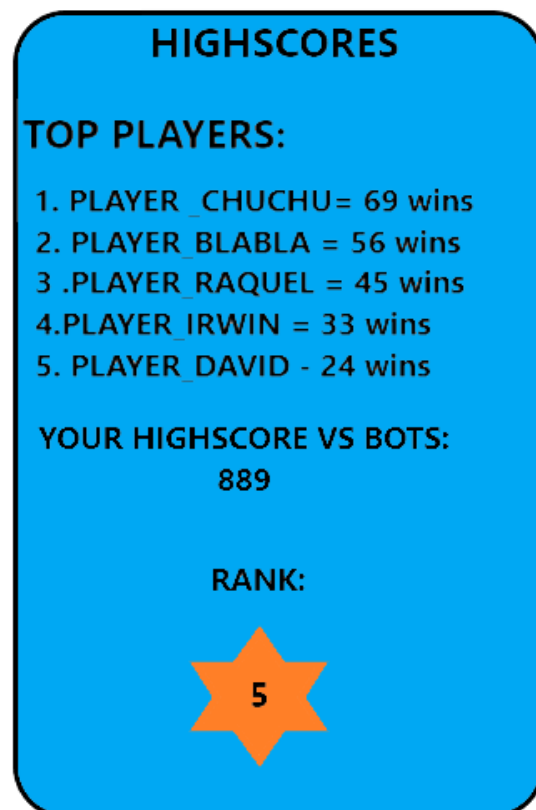 HIGHSCORES
TOP PLAYERS:
1. PLAYER _CHUCHU= 69 wins
2. PLAYER_BLABLA = 56 wins
3 .PLAYER_RAQUEL = 45 wins
4.PLAYER_IRWIN = 33 wins
5. PLAYER_DAVID - 24 wins
YOUR HIGHSCORE VS BOTS:
889
RANK:
5